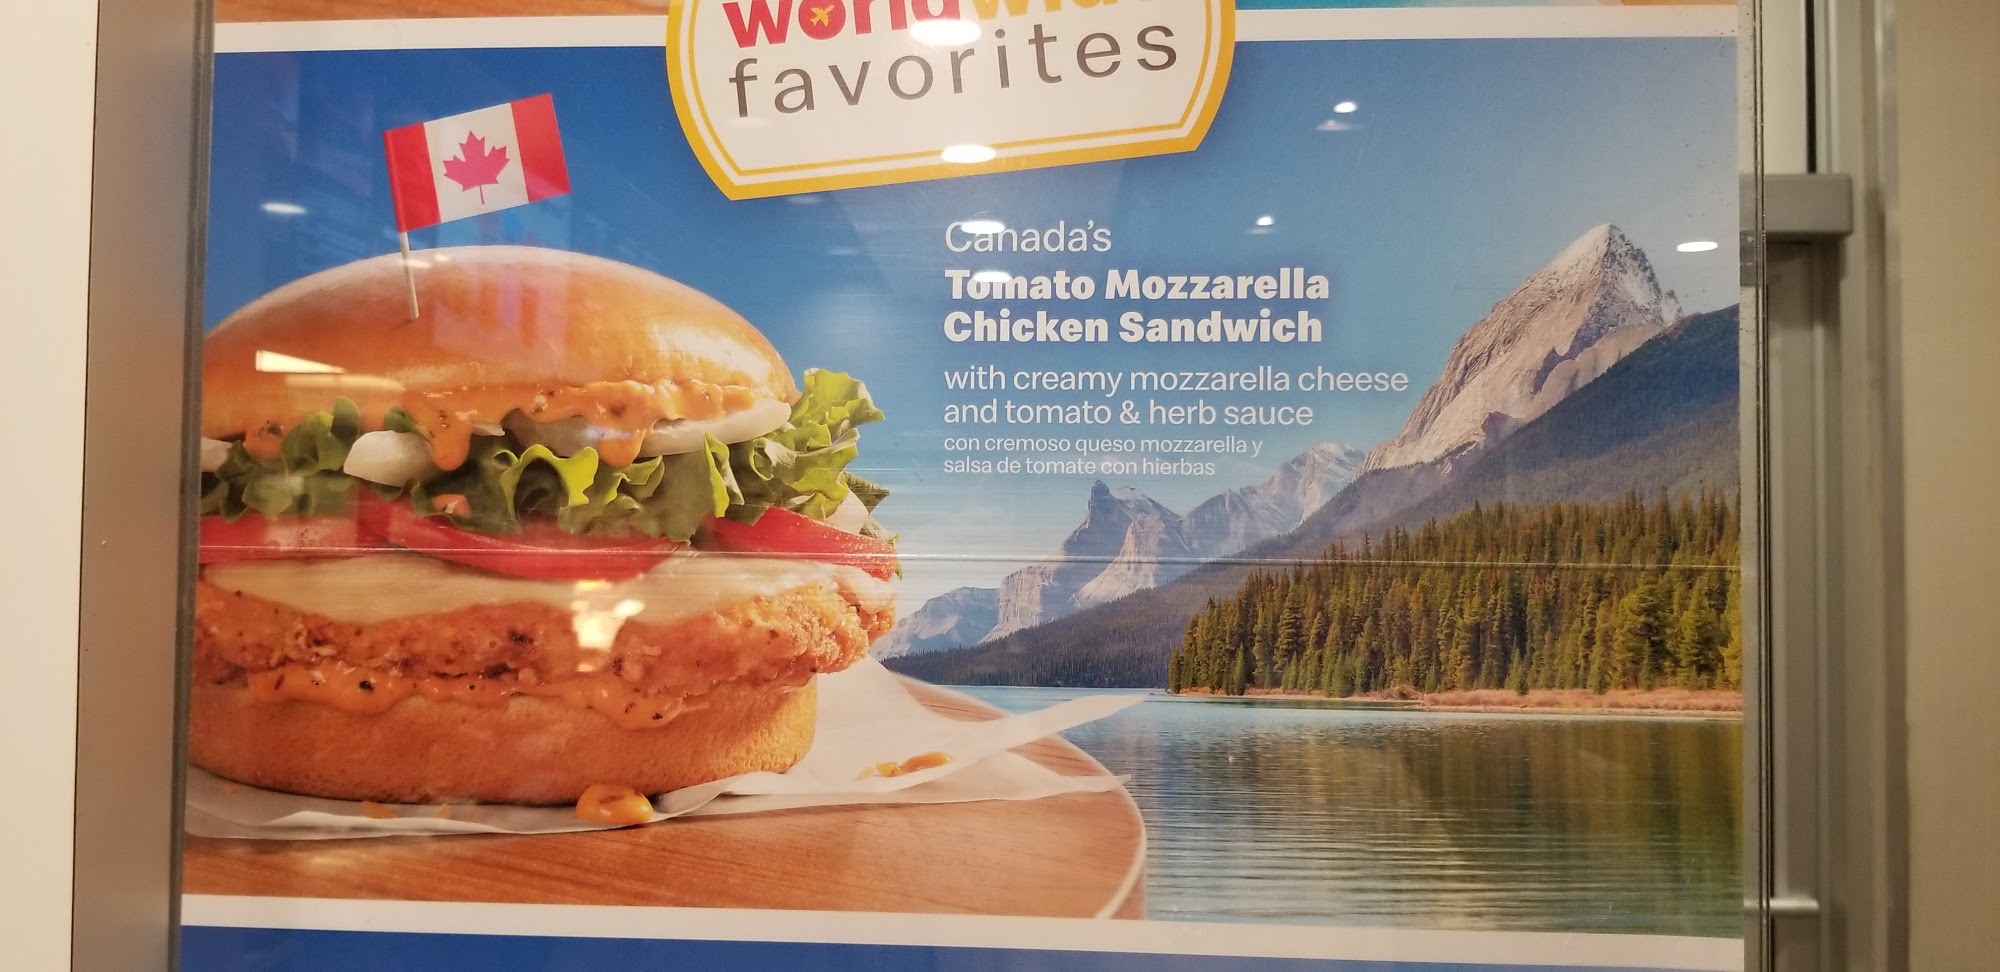 worldwide
favorites
Canada's
Tomato Mozzarella
Chicken Sandwich
with creamy mozzarella cheese
and tomato & herb sauce
con cremoso queso mozzarella y
salsa de tomate con hierbas